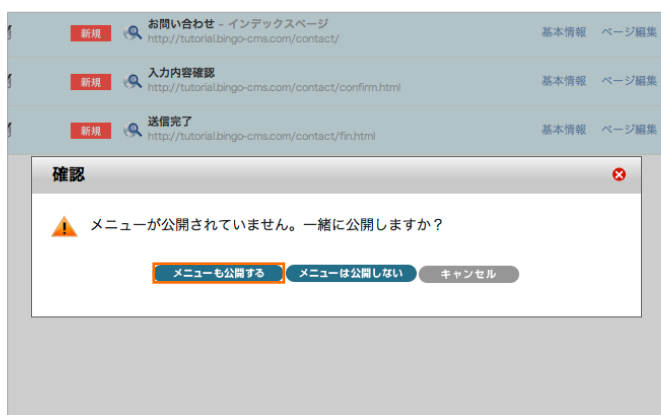 新規 お問い合わせ - インデックスページ 基本情報 ページ編集
http://tutorial.bingo-cms.com/contact/
新規 入力内容確認 基本情報 ページ編集
http://tutorial.bingo-cms.com/contact/confirm.html
新規 送信完了 基本情報 ページ編集
http://tutorial.bingo-cms.com/contact/fin.html
確認
メニューが公開されていません。一緒に公開しますか？
メニューも公開する メニューは公開しない キャンセル